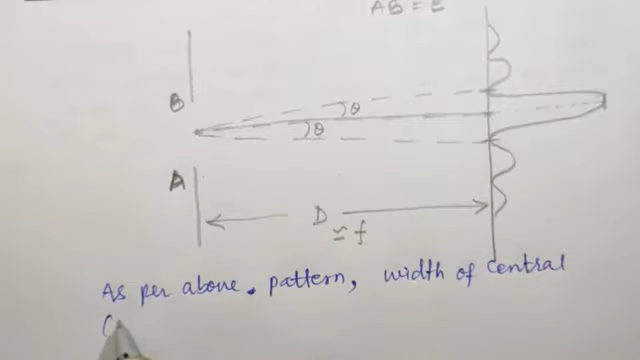 AB = e
B
θ
θ
A
D
≃ f
As per above. pattern, width of central
(